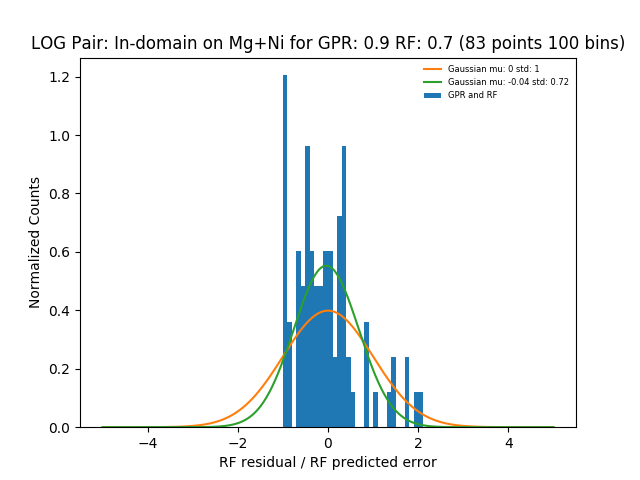 LOG Pair: In-domain on Mg+Ni for GPR: 0.9 RF: 0.7 (83 points 100 bins)
Gaussian mu: 0 std: 1
Gaussian mu: -0.04 std: 0.72
GPR and RF
Normalized Counts
1.2
1.0
0.8
0.6
0.4
0.2
0.0
−4 −2 0 2 4
RF residual / RF predicted error